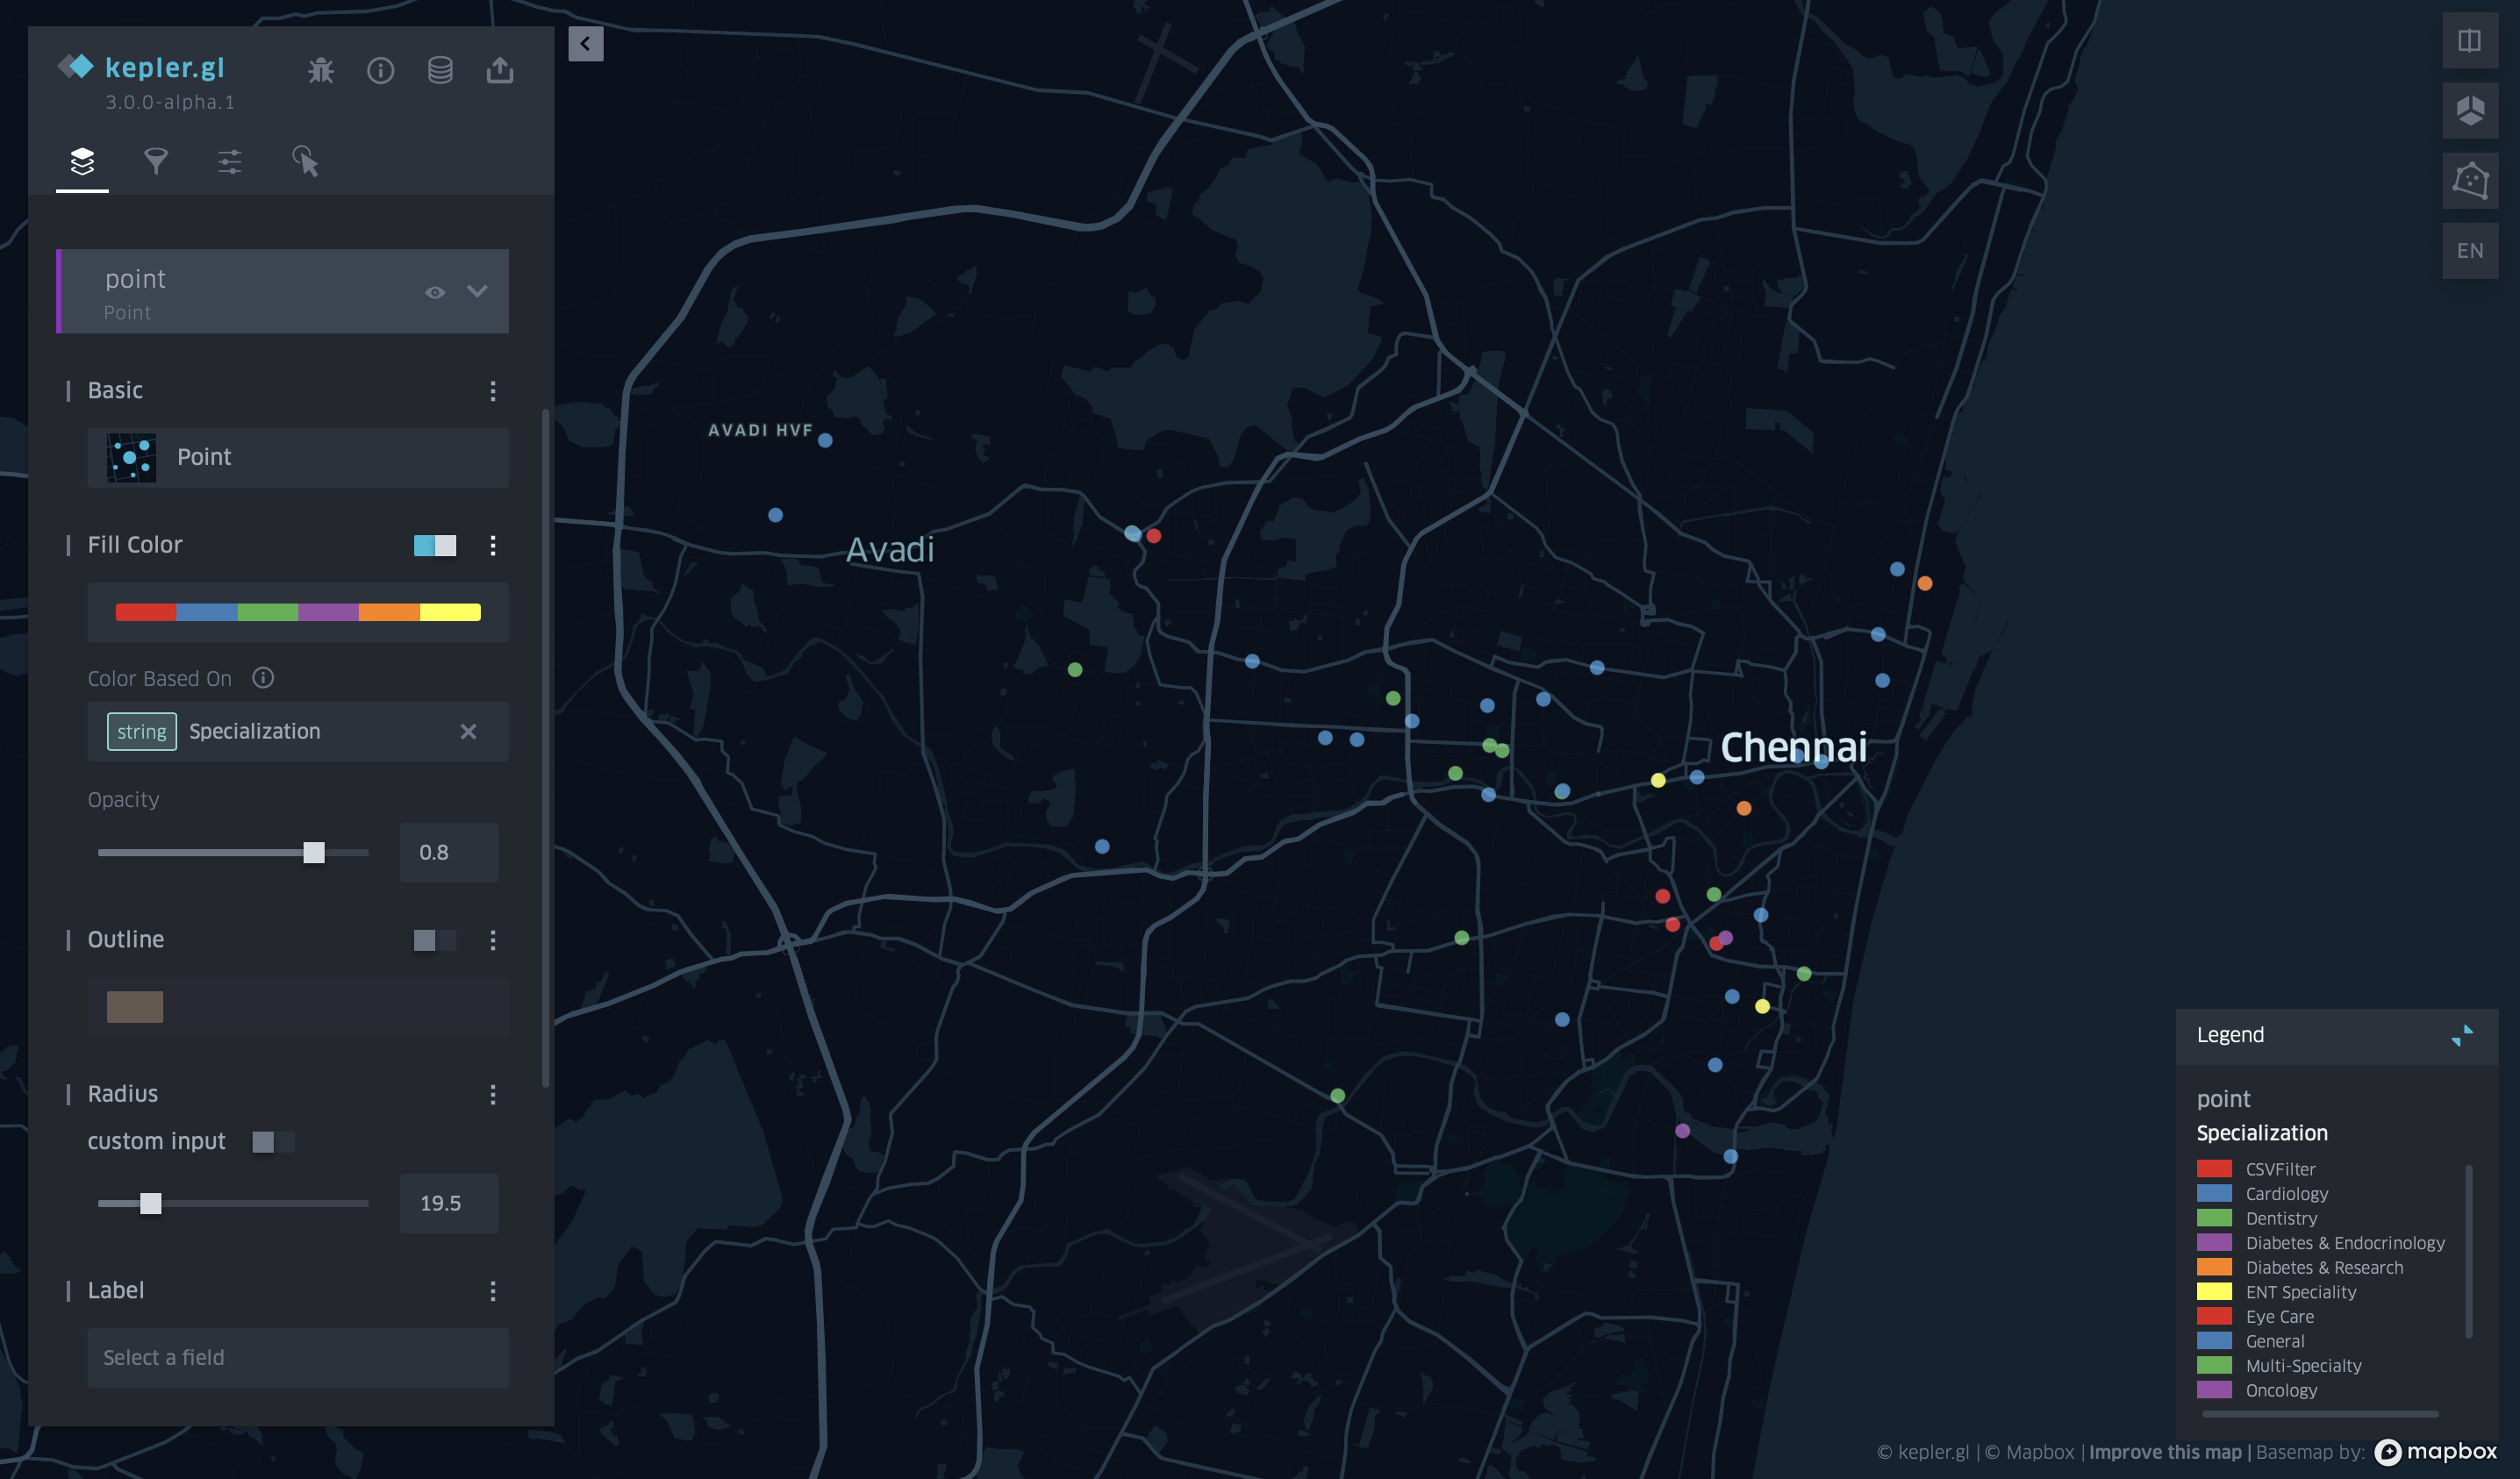 kepler.gl
3.0.0-alpha.1
point
Point
Basic
Point
Fill Color
Color Based On
string Specialization
Opacity
0.8
Outline
Radius
custom input
19.5
Label
Select a field
AVADI HVF
Avadi
Chennai
EN
Legend
point
Specialization
CSVFilter
Cardiology
Dentistry
Diabetes & Endocrinology
Diabetes & Research
ENT Speciality
Eye Care
General
Multi-Specialty
Oncology
© kepler.gl | © Mapbox | Improve this map | Basemap by: mapbox